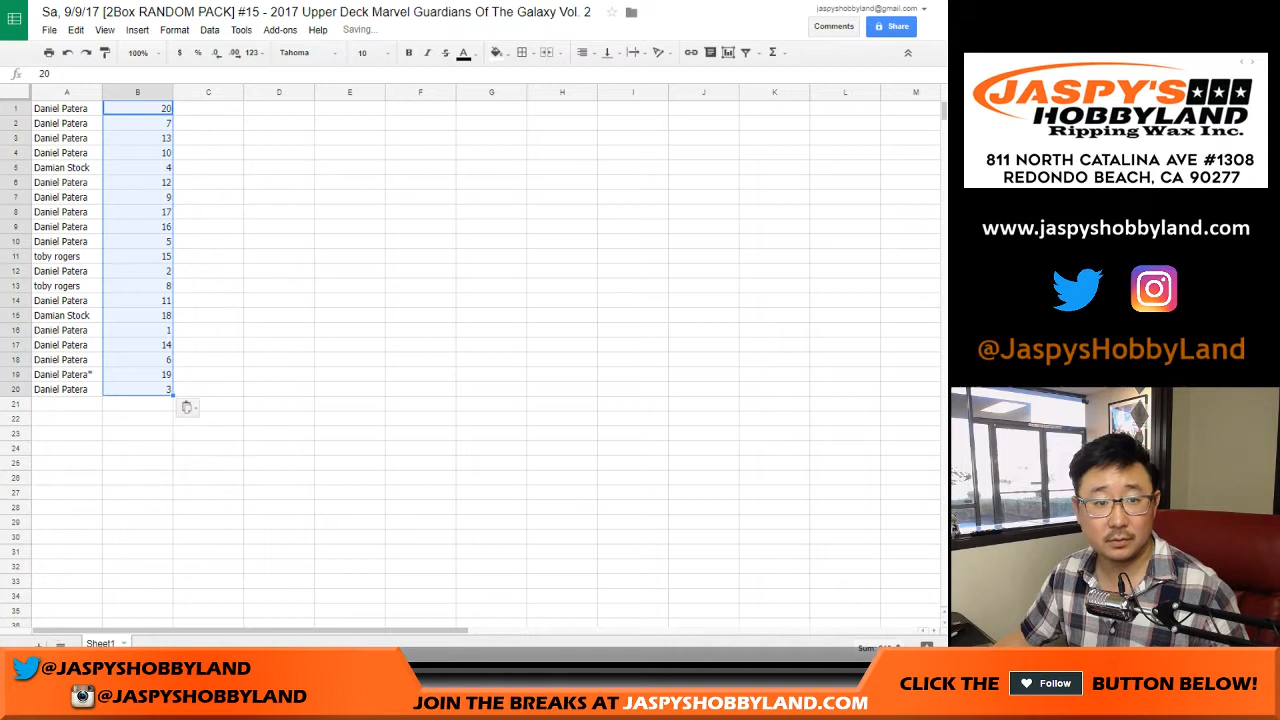 Sa, 9/9/17 [2Box RANDOM PACK] #15 - 2017 Upper Deck Marvel Guardians Of The Galaxy Vol. 2
jaspyshobbyland@gmail.com
File Edit View Insert Format Data Tools Add-ons Help Saving...
Comments
Share
100% $ % .0 .00 123 Tahoma 10 B I S A
fx 20
A B C D E F G H I J K L M
1 Daniel Patera 20
2 Daniel Patera 7
3 Daniel Patera 13
4 Daniel Patera 10
5 Damian Stock 4
6 Daniel Patera 12
7 Daniel Patera 9
8 Daniel Patera 17
9 Daniel Patera 16
10 Daniel Patera 5
11 toby rogers 15
12 Daniel Patera 2
13 toby rogers 8
14 Daniel Patera 11
15 Damian Stock 18
16 Daniel Patera 1
17 Daniel Patera 14
18 Daniel Patera 6
19 Daniel Patera* 19
20 Daniel Patera 3
21
22
23
24
25
26
27
28
29
30
31
32
33
34
35
Sheet1
JASPY'S
HOBBYLAND
Ripping Wax Inc.
811 NORTH CATALINA AVE #1308
REDONDO BEACH, CA 90277
www.jaspyshobbyland.com
@JaspysHobbyLand
@JASPYSHOBBYLAND
@JASPYSHOBBYLAND
JOIN THE BREAKS AT JASPYSHOBBYLAND.COM
CLICK THE Follow BUTTON BELOW!